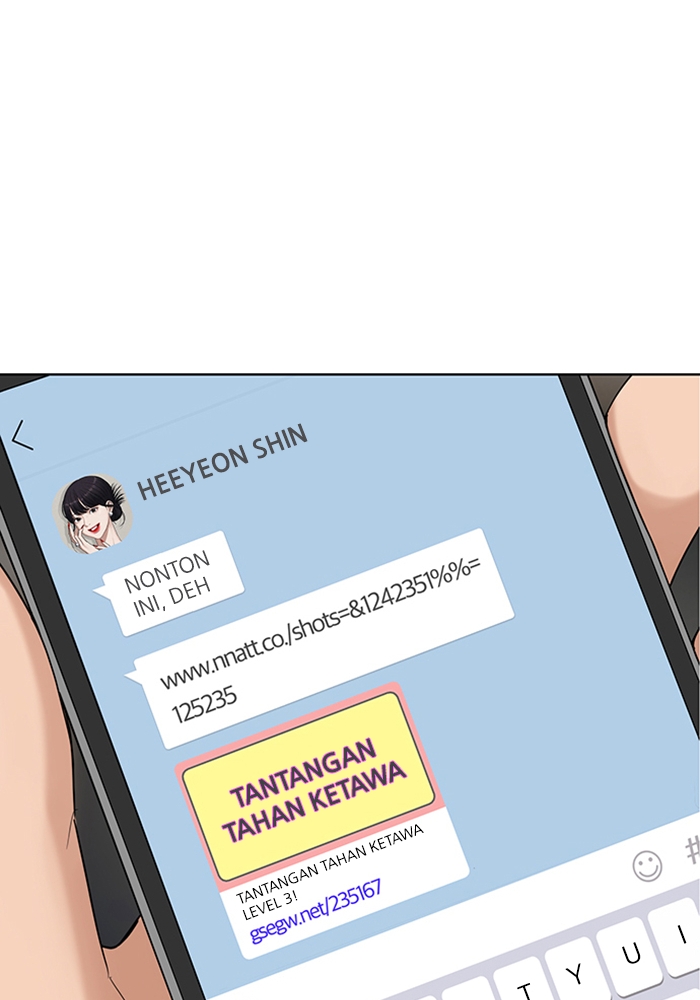 HEEYEON SHIN
NONTON
INI, DEH
www.nnatt.co./shots=&1242351%%=
125235
TANTANGAN
TAHAN KETAWA
TANTANGAN TAHAN KETAWA
LEVEL 3!
gsegw.net/235167
#
T Y U I